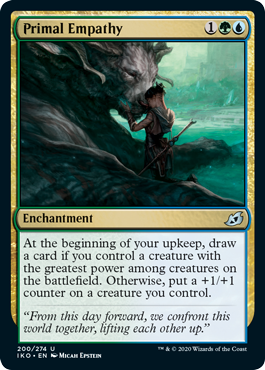 Primal Empathy 1
Enchantment
At the beginning of your upkeep, draw
a card if you control a creature with
the greatest power among creatures on
the battlefield. Otherwise, put a +1/+1
counter on a creature you control.
“From this day forward, we confront this
world together, lifting each other up.”
200/274 U
IKO • EN Micah Epstein
™ & © 2020 Wizards of the Coast